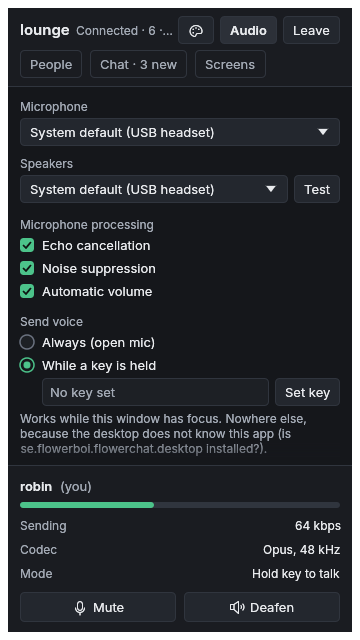 lounge Connected · 6 ·... Audio Leave
People Chat · 3 new Screens
Microphone
System default (USB headset)
Speakers
System default (USB headset) Test
Microphone processing
Echo cancellation
Noise suppression
Automatic volume
Send voice
Always (open mic)
While a key is held
No key set Set key
Works while this window has focus. Nowhere else,
because the desktop does not know this app (is
se.flowerboi.flowerchat.desktop installed?).
robin (you)
Sending 64 kbps
Codec Opus, 48 kHz
Mode Hold key to talk
Mute Deafen